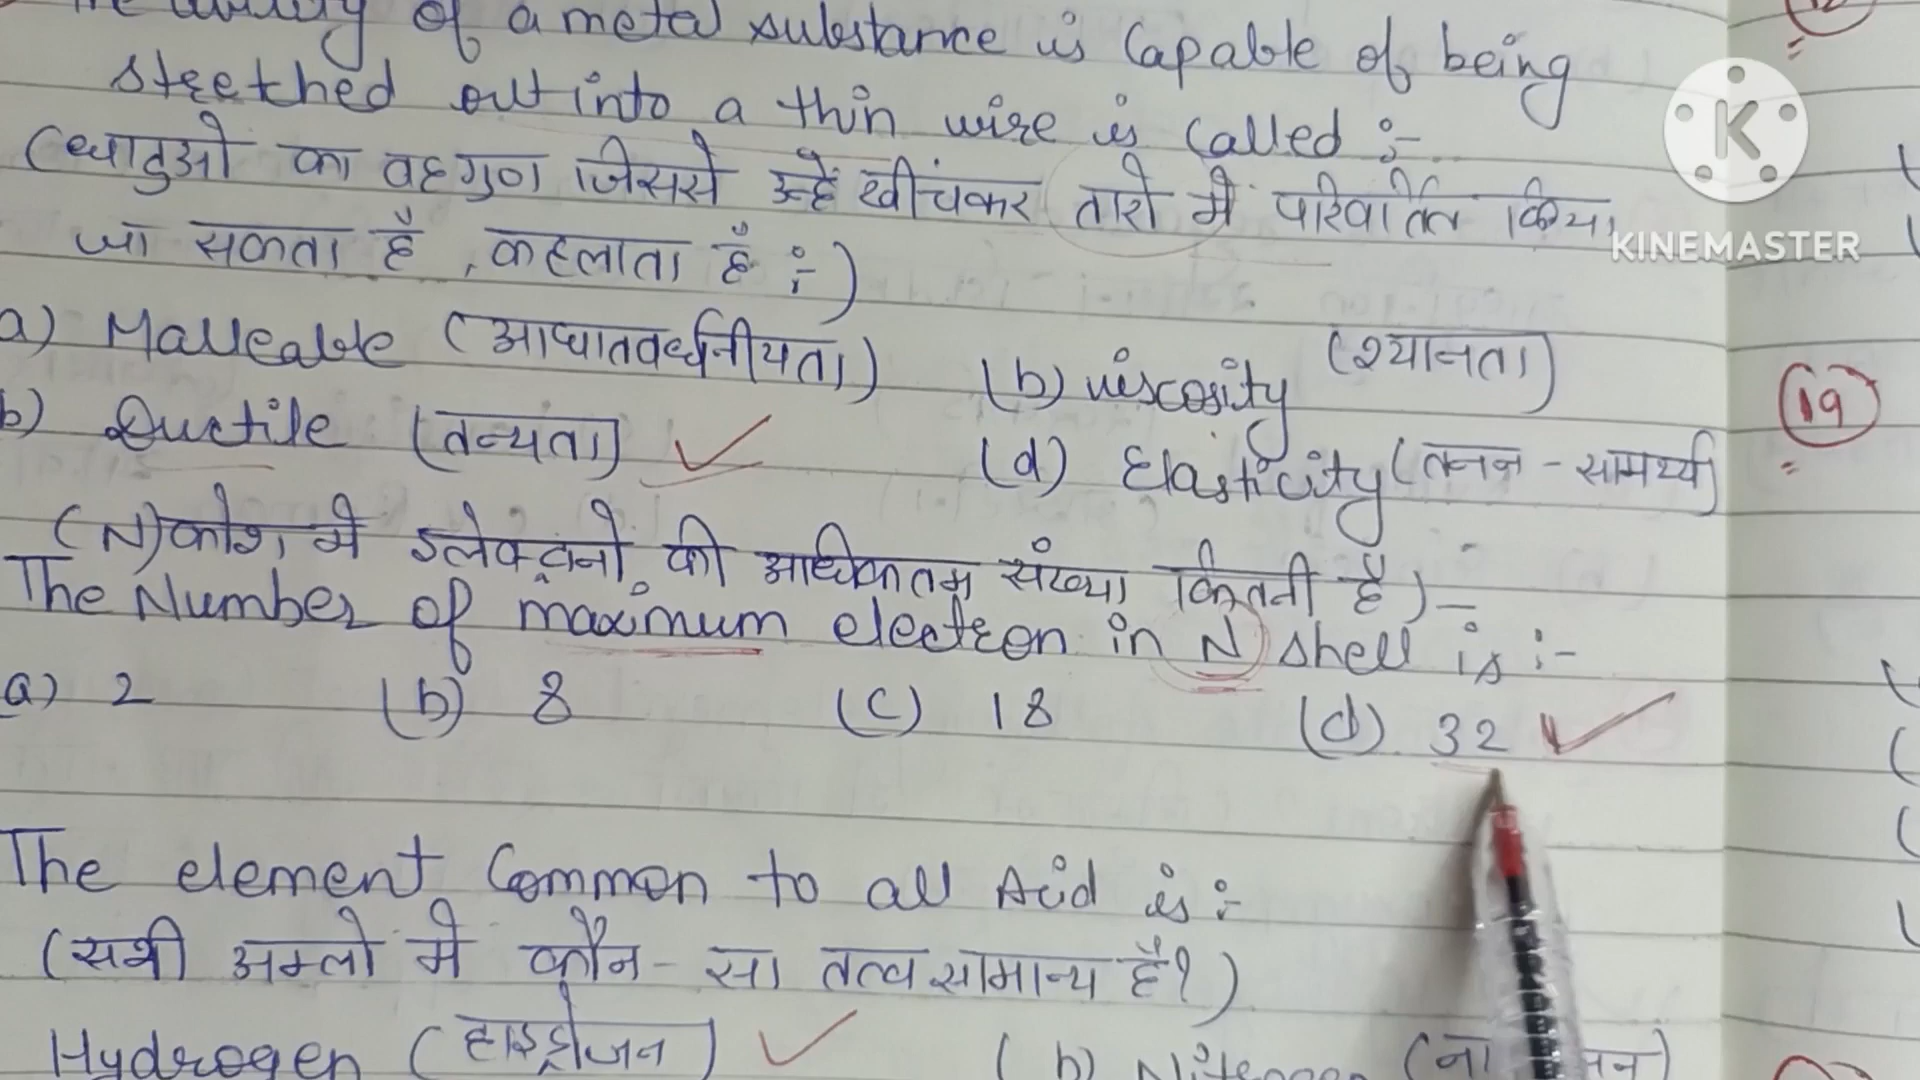 of a metal substance is Capable of being
stretched out into a thin wire is Called :-
(धातुओ का वह गुण जिससे उन्हें खींचकर तारो में परिवर्तित किया
जा सकता है , कहलाता है :-)
a) Malleable (आघातवर्धनीयता) (b) viscosity (श्यानता)
b) Ductile (तन्यता) (d) Elasticity (तनन - सामर्थ्य)
(N) कोश में इलेक्ट्रानो की अधिकतम संख्या कितनी है) -
The Number of maximum electron in N shell is :-
a) 2 (b) 8 (c) 18 (d) 32
The element Common to all Acid is :-
(सभी अम्लो में कौन - सा तत्व सामान्य है?)
Hydrogen (हाइड्रोजन) (b)
19
K
KINEMASTER